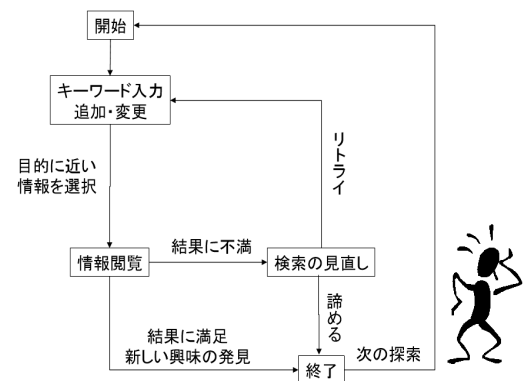 開始
キーワード入力
追加・変更
目的に近い
情報を選択
リトライ
情報閲覧
結果に不満
検索の見直し
諦める
結果に満足
新しい興味の発見
終了
次の探索